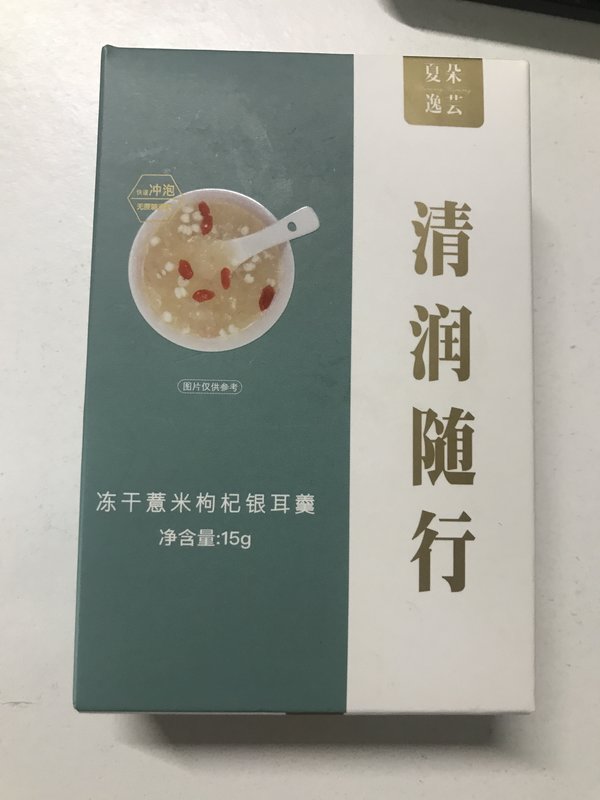 夏朵
逸芸
清润随行
快速冲泡
图片仅供参考
冻干薏米枸杞银耳羹
净含量:15g